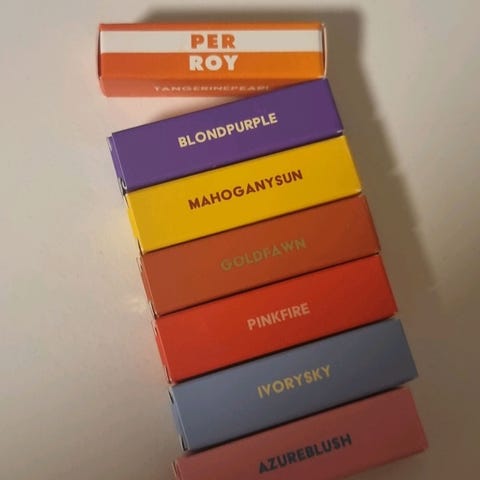 PER
ROY
TANGERINEPEARL
BLONDPURPLE
MAHOGANYSUN
GOLDFAWN
PINKFIRE
IVORYSKY
AZUREBLUSH